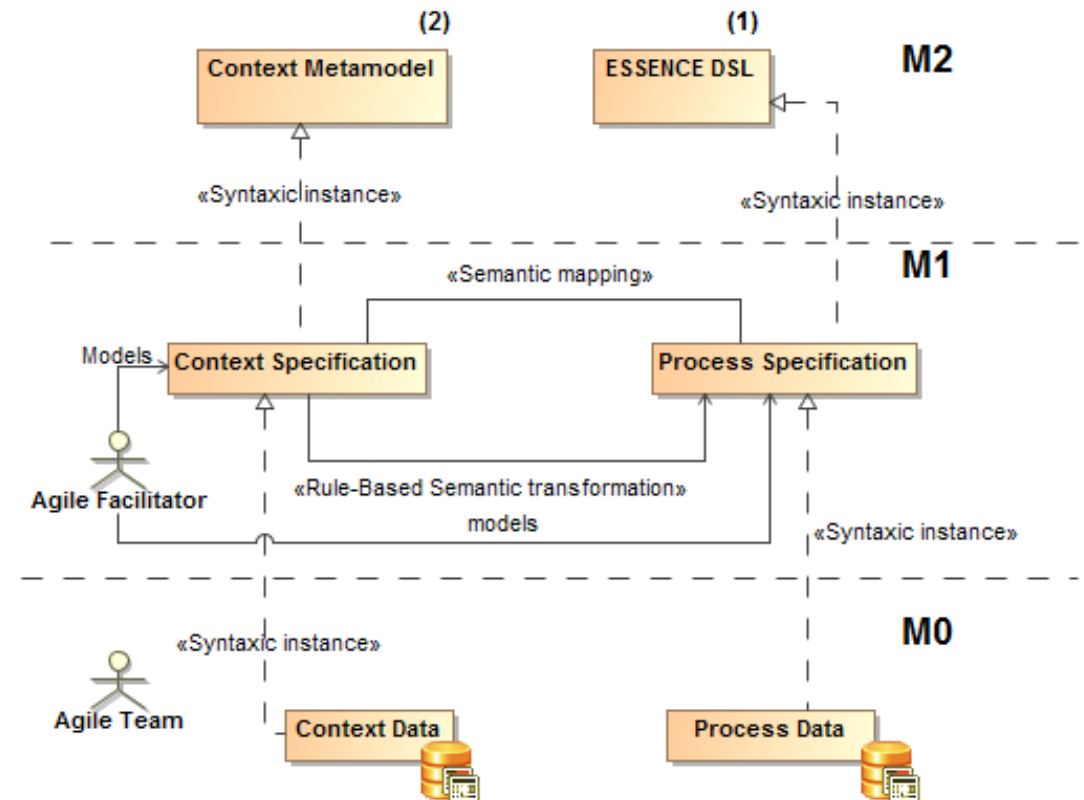 (2)
(1)
Context Metamodel
ESSENCE DSL
M2
«Syntaxic instance»
«Syntaxic instance»
M1
«Semantic mapping»
Models
Context Specification
Process Specification
Agile Facilitator
«Rule-Based Semantic transformation»
models
«Syntaxic instance»
M0
«Syntaxic instance»
Agile Team
Context Data
Process Data